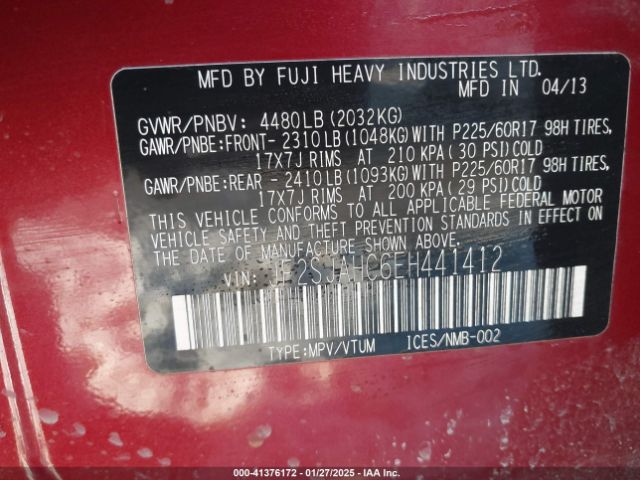 MFD BY FUJI HEAVY INDUSTRIES LTD.
MFD IN 04/13
GVWR/PNBV: 4480LB(2032KG)
GAWR/PNBE:FRONT-2310LB(1048KG)WITH P225/60R17 98H TIRES,
17X7J RIMS AT 210 KPA(30 PSI)COLD
GAWR/PNBE:REAR -2410LB(1093KG)WITH P225/60R17 98H TIRES,
17X7J RIMS AT 200 KPA(29 PSI)COLD
THIS VEHICLE CONFORMS TO ALL APPLICABLE FEDERAL MOTOR
VEHICLE SAFETY AND THEFT PREVENTION STANDARDS IN EFFECT ON
THE DATE OF MANUFACTURE SHOWN ABOVE.
VIN: JF2SJAHC6EH441412
TYPE:MPV/VTUM ICES/NMB-002
000-41376172 — 01/27/2025 — IAA Inc.